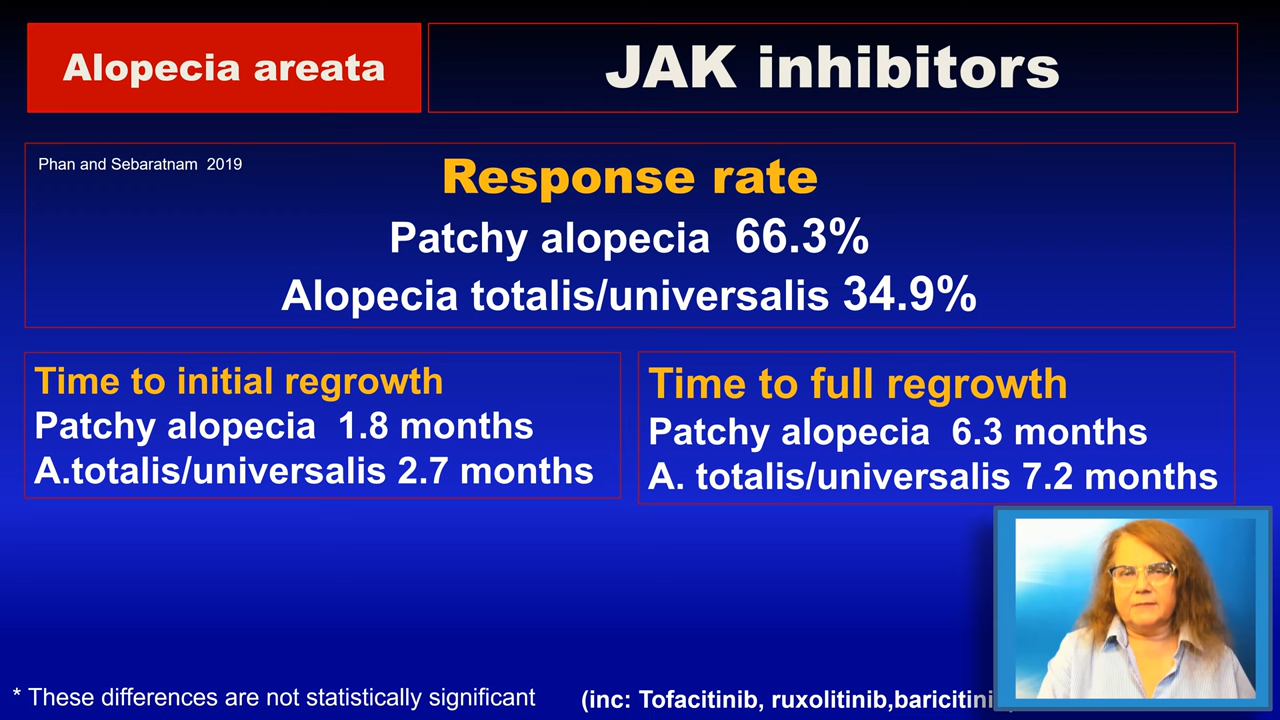 Alopecia areata
JAK inhibitors
Phan and Sebaratnam 2019
Response rate
Patchy alopecia 66.3%
Alopecia totalis/universalis 34.9%
Time to initial regrowth
Patchy alopecia 1.8 months
A.totalis/universalis 2.7 months
Time to full regrowth
Patchy alopecia 6.3 months
A. totalis/universalis 7.2 months
* These differences are not statistically significant
(inc: Tofacitinib, ruxolitinib,